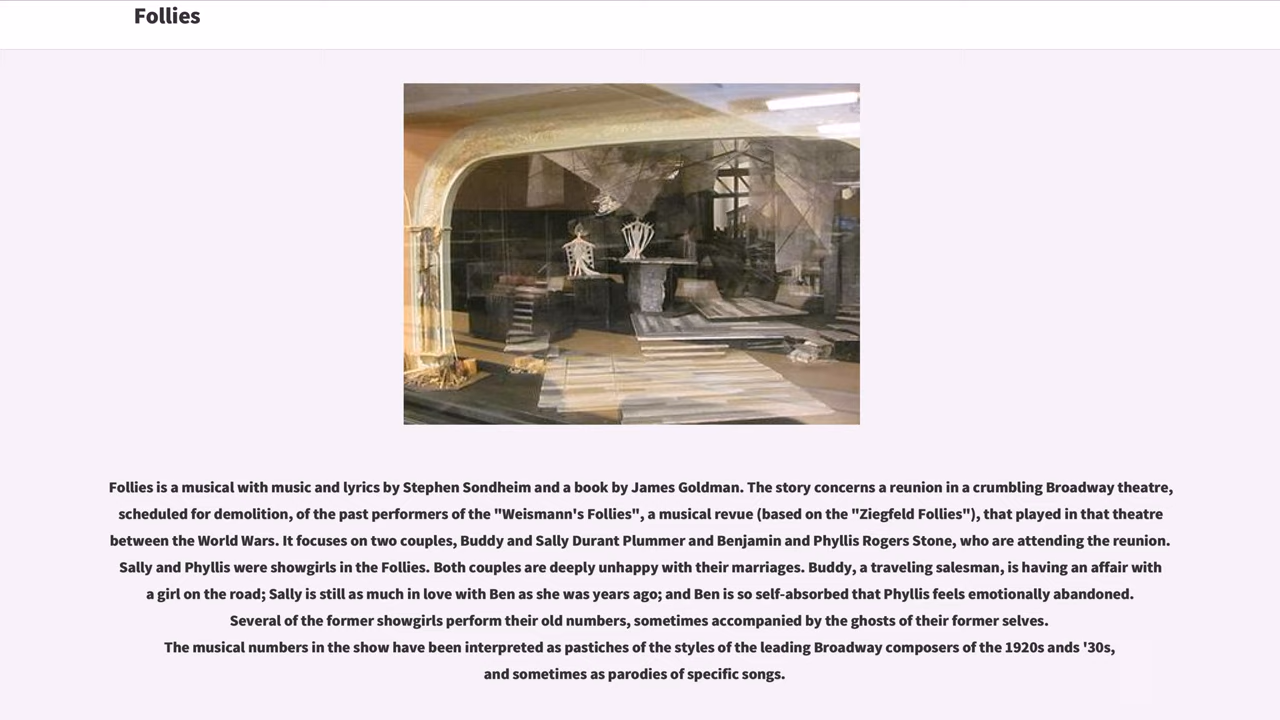 Follies
Follies is a musical with music and lyrics by Stephen Sondheim and a book by James Goldman. The story concerns a reunion in a crumbling Broadway theatre,
scheduled for demolition, of the past performers of the "Weismann's Follies", a musical revue (based on the "Ziegfeld Follies"), that played in that theatre
between the World Wars. It focuses on two couples, Buddy and Sally Durant Plummer and Benjamin and Phyllis Rogers Stone, who are attending the reunion.
Sally and Phyllis were showgirls in the Follies. Both couples are deeply unhappy with their marriages. Buddy, a traveling salesman, is having an affair with
a girl on the road; Sally is still as much in love with Ben as she was years ago; and Ben is so self-absorbed that Phyllis feels emotionally abandoned.
Several of the former showgirls perform their old numbers, sometimes accompanied by the ghosts of their former selves.
The musical numbers in the show have been interpreted as pastiches of the styles of the leading Broadway composers of the 1920s ands '30s,
and sometimes as parodies of specific songs.